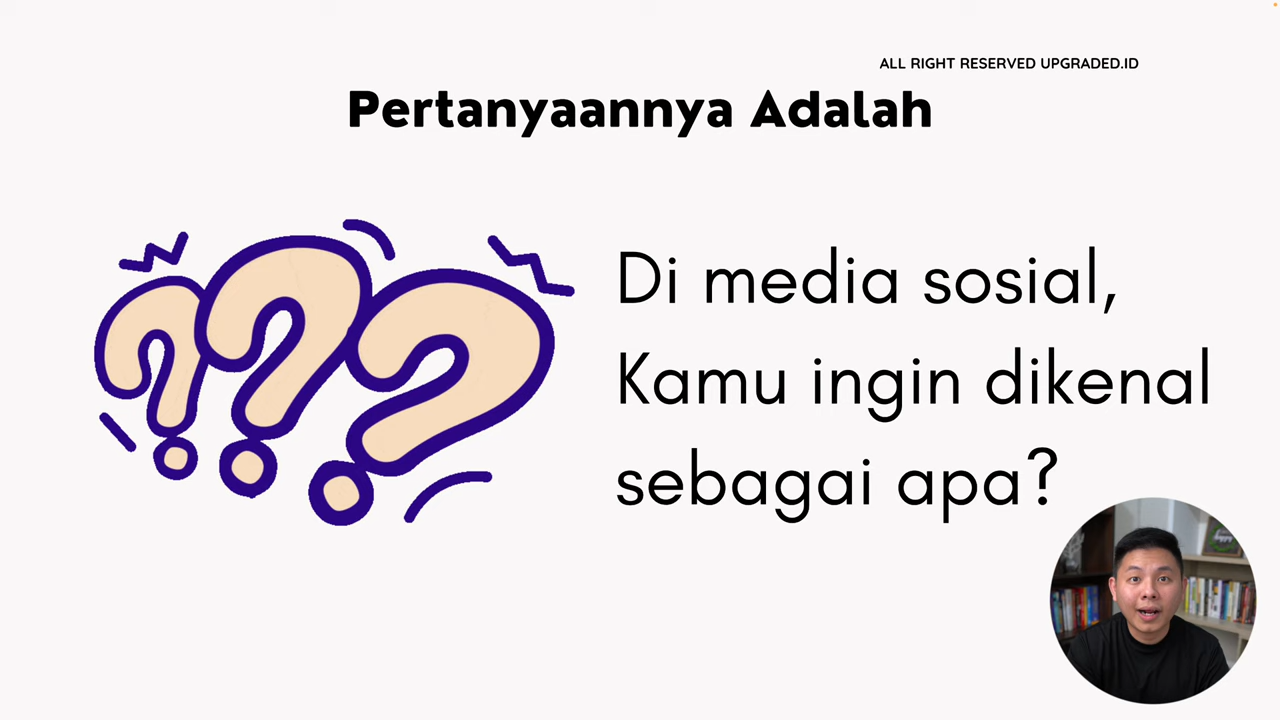 ALL RIGHT RESERVED UPGRADED.ID
Pertanyaannya Adalah
Di media sosial,
Kamu ingin dikenal
sebagai apa?